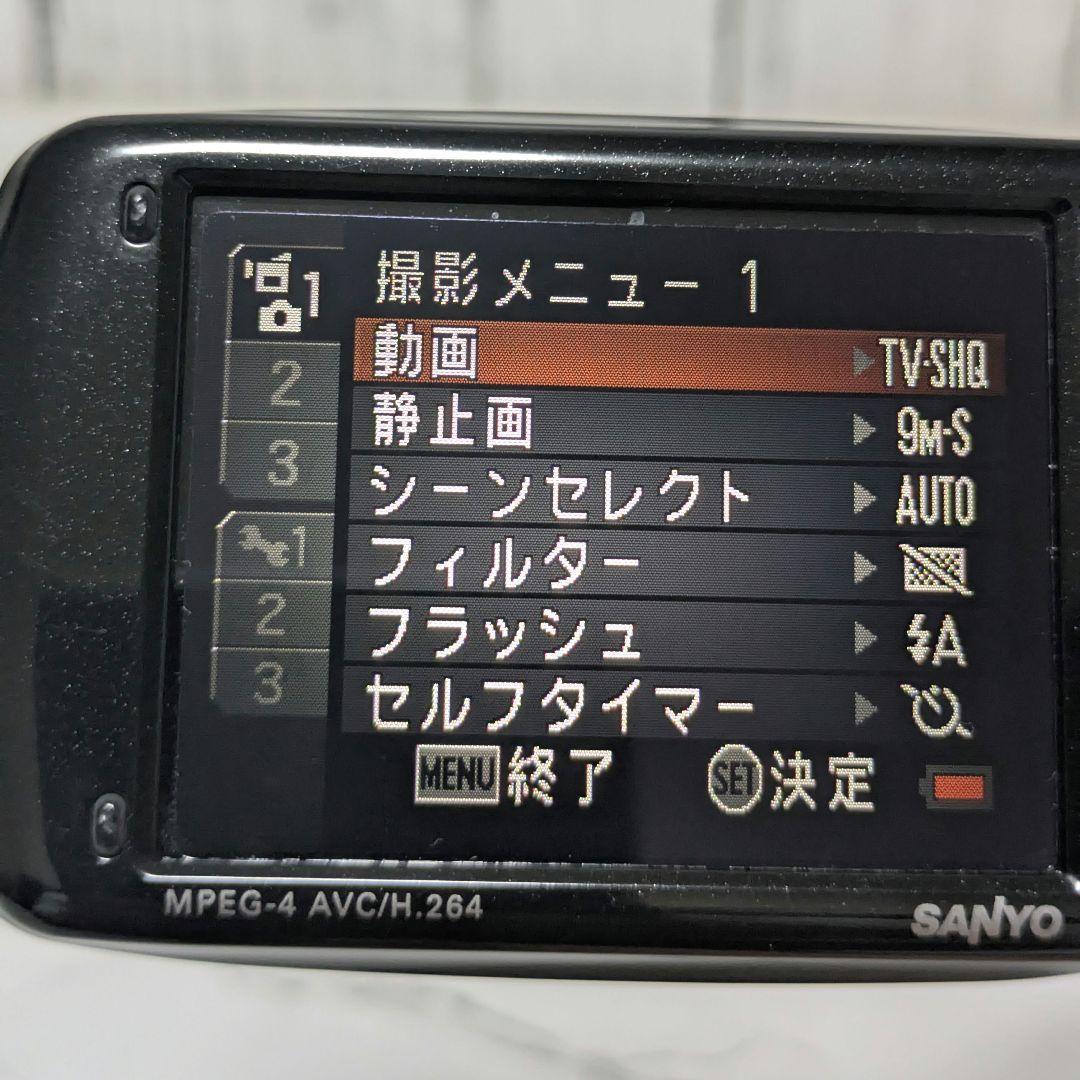 1
2
3
1
2
3
撮影メニュー 1
動画 TV-SHQ
静止画 9M-S
シーンセレクト AUTO
フィルター
フラッシュ A
セルフタイマー
MENU 終了 SET 決定
MPEG-4 AVC/H.264
SANYO